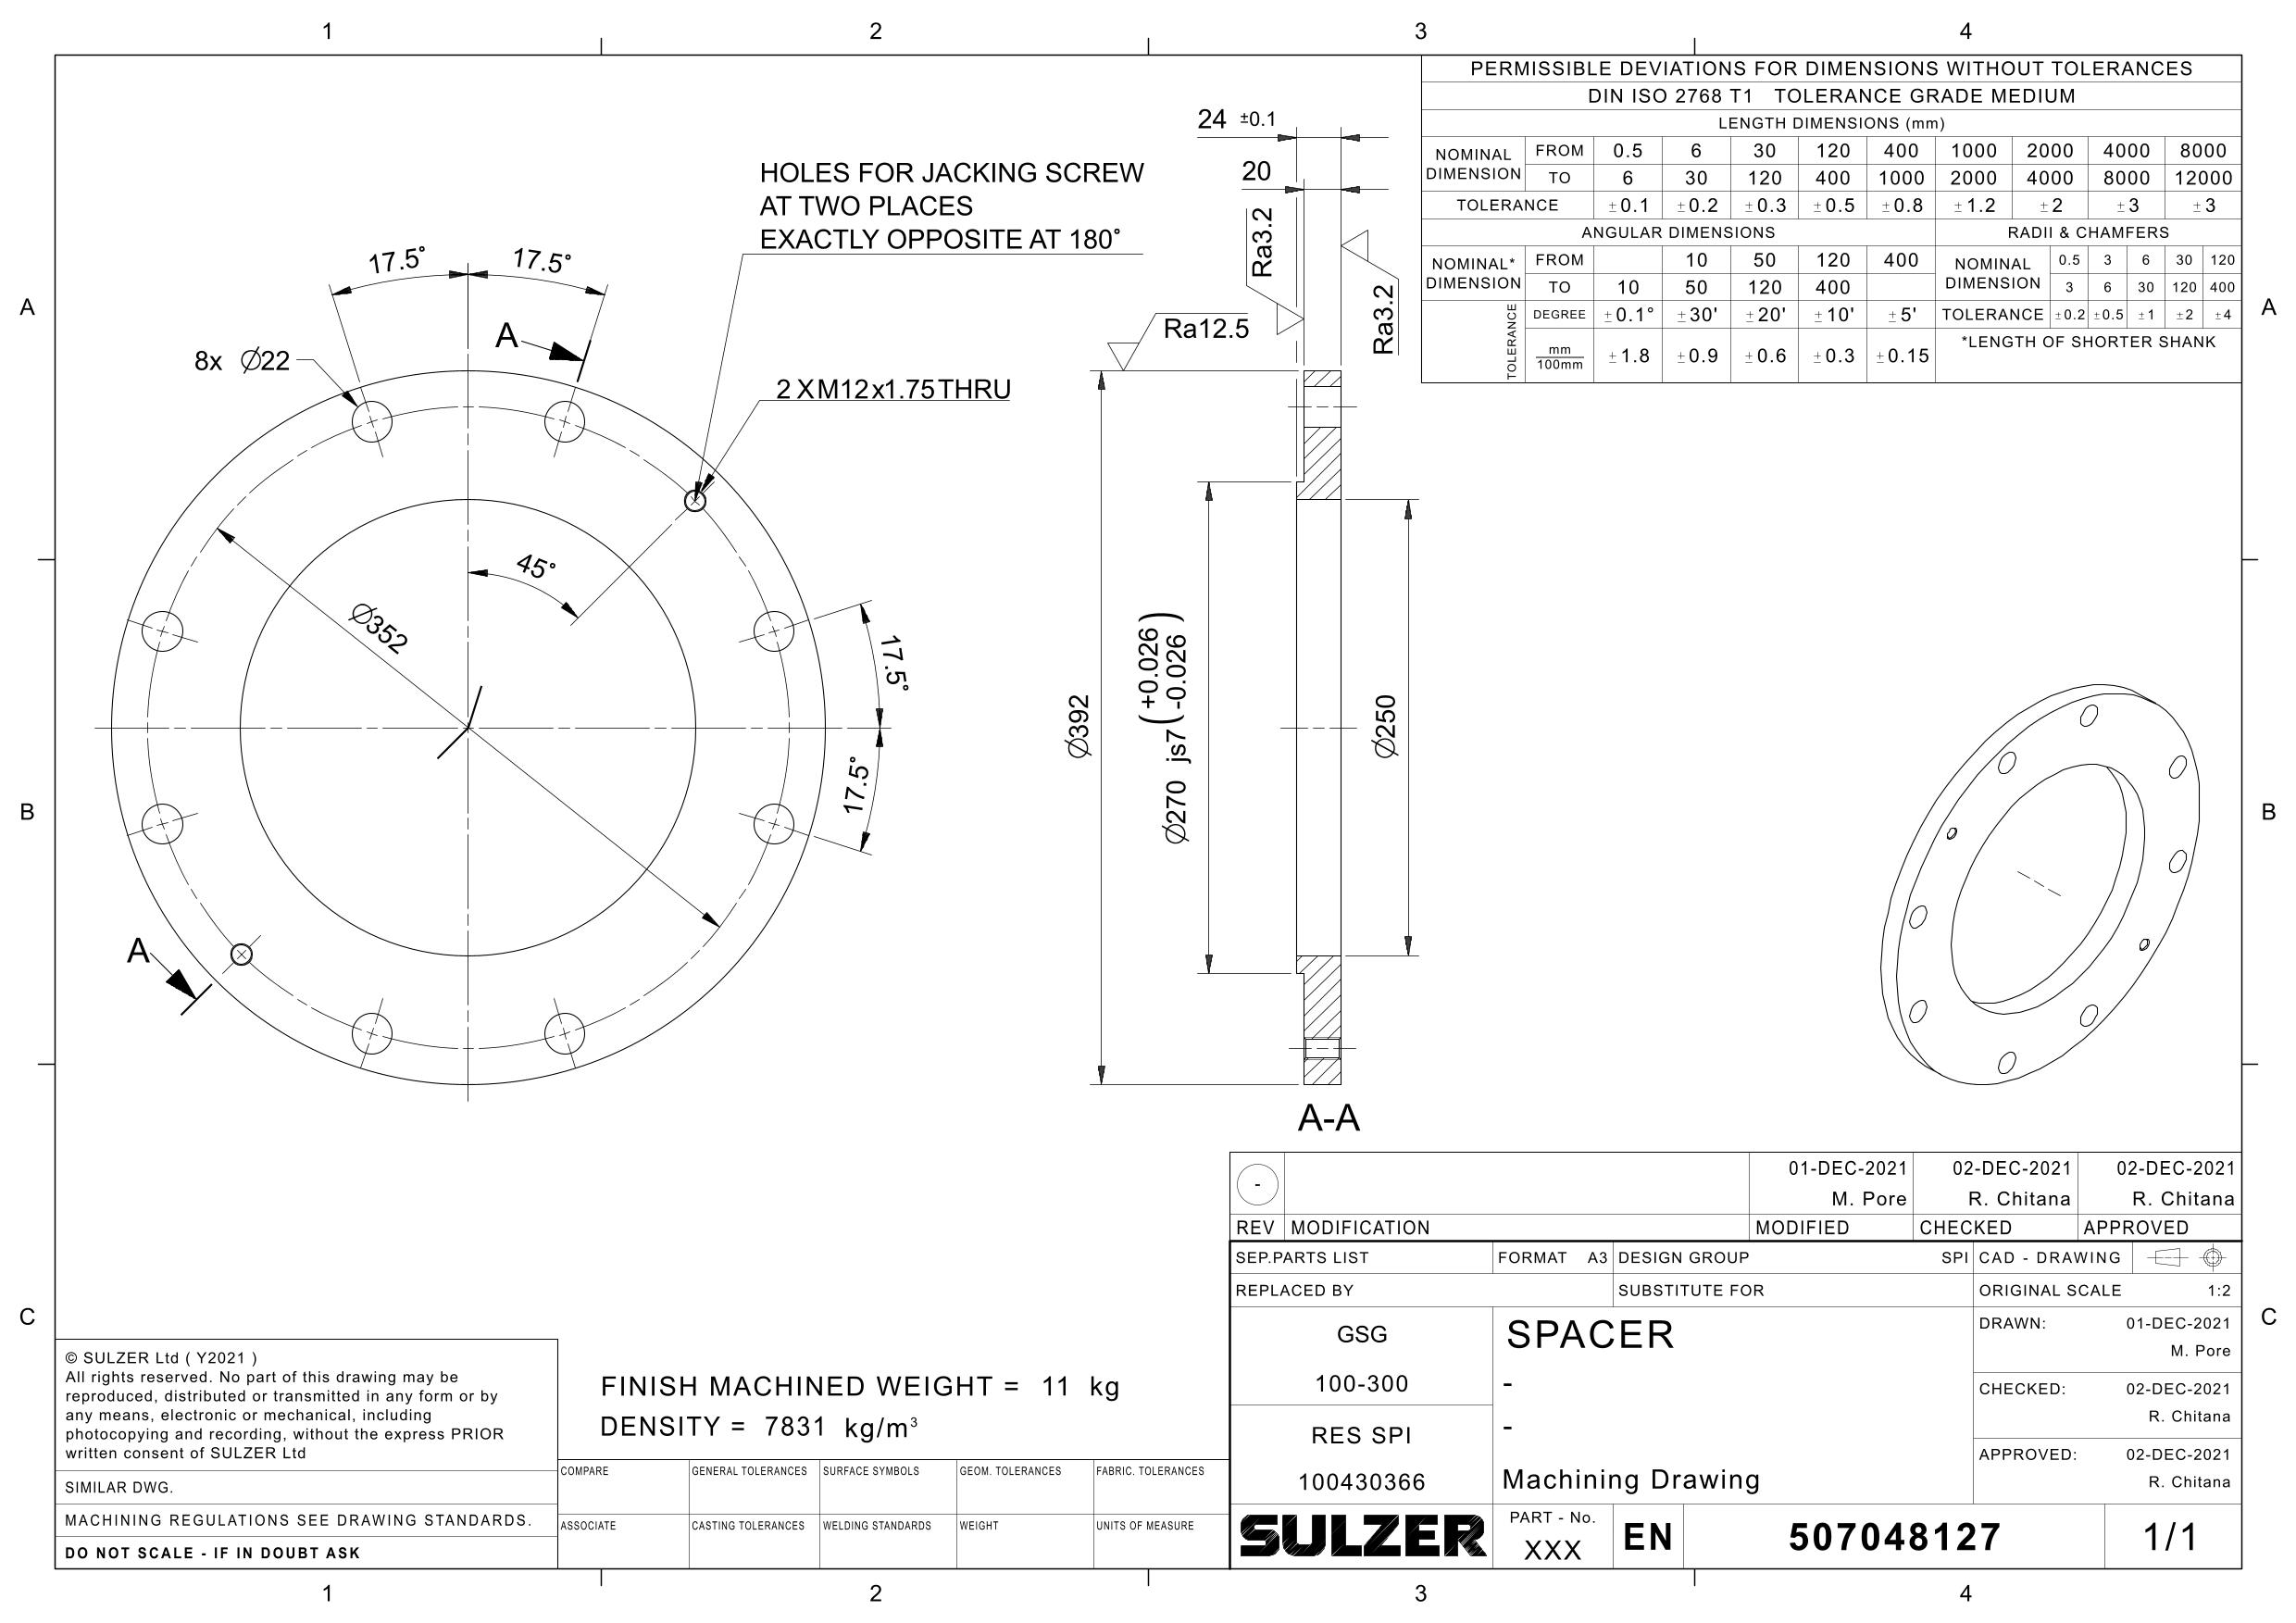 1 2 3 4
PERMISSIBLE DEVIATIONS FOR DIMENSIONS WITHOUT TOLERANCES
DIN ISO 2768 T1 TOLERANCE GRADE MEDIUM
LENGTH DIMENSIONS (mm)
NOMINAL DIMENSION FROM 0.5 6 30 120 400 1000 2000 4000 8000
TO 6 30 120 400 1000 2000 4000 8000 12000
TOLERANCE ±0.1 ±0.2 ±0.3 ±0.5 ±0.8 ±1.2 ±2 ±3 ±3
ANGULAR DIMENSIONS RADII & CHAMFERS
NOMINAL* DIMENSION FROM 10 50 120 400 NOMINAL DIMENSION 0.5 3 6 30 120
TO 10 50 120 400 3 6 30 120 400
TOLERANCE DEGREE ±0.1° ±30' ±20' ±10' ±5' TOLERANCE ±0.2 ±0.5 ±1 ±2 ±4
mm/100mm ±1.8 ±0.9 ±0.6 ±0.3 ±0.15 *LENGTH OF SHORTER SHANK
HOLES FOR JACKING SCREW
AT TWO PLACES
EXACTLY OPPOSITE AT 180°
17.5° 17.5°
A
8x Ø22
2 X M12x1.75 THRU
45°
Ø352
17.5°
17.5°
A
24 ±0.1
20
Ra3.2
Ra3.2
Ra12.5
Ø392
Ø270 js7 (+0.026 -0.026)
Ø250
A-A
A A
B B
C C
-
01-DEC-2021 02-DEC-2021 02-DEC-2021
M. Pore R. Chitana R. Chitana
REV MODIFICATION MODIFIED CHECKED APPROVED
SEP.PARTS LIST FORMAT A3 DESIGN GROUP SPI CAD - DRAWING
REPLACED BY SUBSTITUTE FOR ORIGINAL SCALE 1:2
GSG
100-300
RES SPI
100430366
SPACER
-
-
Machining Drawing
DRAWN: 01-DEC-2021
M. Pore
CHECKED: 02-DEC-2021
R. Chitana
APPROVED: 02-DEC-2021
R. Chitana
SULZER
PART - No.
XXX
EN
507048127
1/1
© SULZER Ltd ( Y2021 )
All rights reserved. No part of this drawing may be
reproduced, distributed or transmitted in any form or by
any means, electronic or mechanical, including
photocopying and recording, without the express PRIOR
written consent of SULZER Ltd
SIMILAR DWG.
MACHINING REGULATIONS SEE DRAWING STANDARDS.
DO NOT SCALE - IF IN DOUBT ASK
FINISH MACHINED WEIGHT = 11 kg
DENSITY = 7831 kg/m³
COMPARE GENERAL TOLERANCES SURFACE SYMBOLS GEOM. TOLERANCES FABRIC. TOLERANCES
ASSOCIATE CASTING TOLERANCES WELDING STANDARDS WEIGHT UNITS OF MEASURE
1 2 3 4